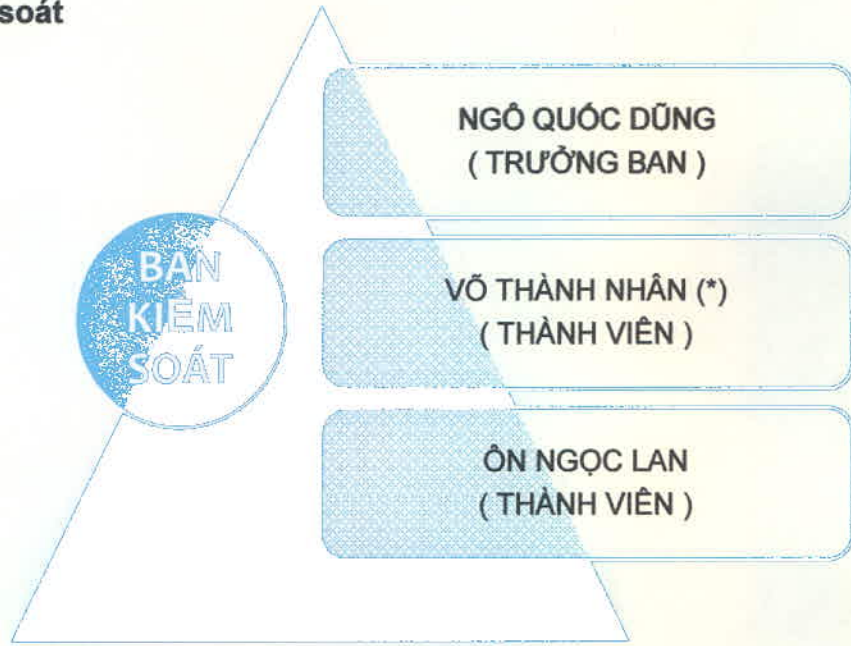 soát
BAN
KIỂM
SOÁT
NGÔ QUỐC DŨNG
( TRƯỞNG BAN )
VÕ THÀNH NHÂN (*)
( THÀNH VIÊN )
ÔN NGỌC LAN
( THÀNH VIÊN )